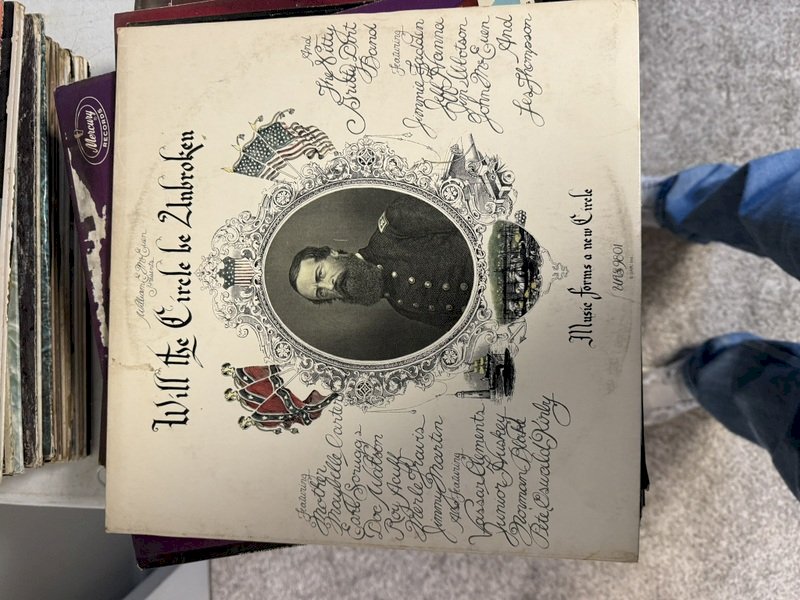 William E. McEuen
Presents
Will the Circle be Unbroken
Featuring
Mother
Maybelle Carter
Earl Scruggs
Doc Watson
Roy Acuff
Merle Travis
Jimmy Martin
And Featuring
Vassar Clements
Junior Huskey
Norman Blake
Pete Oswald Kirby
And
The Nitty
Gritty Dirt
Band
Featuring
Jimmie Fadden
Jeff Hanna
Jim Ibbotson
John McEuen
And
Les Thompson
Music forms a new Circle
UAS 9801
Mercury
RECORDS